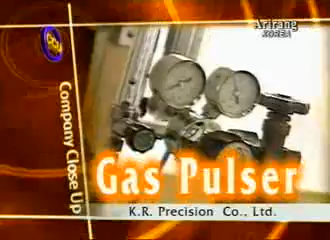 Arirang
KOREA
Company Close Up
Gas Pulser
K.R. Precision Co., Ltd.